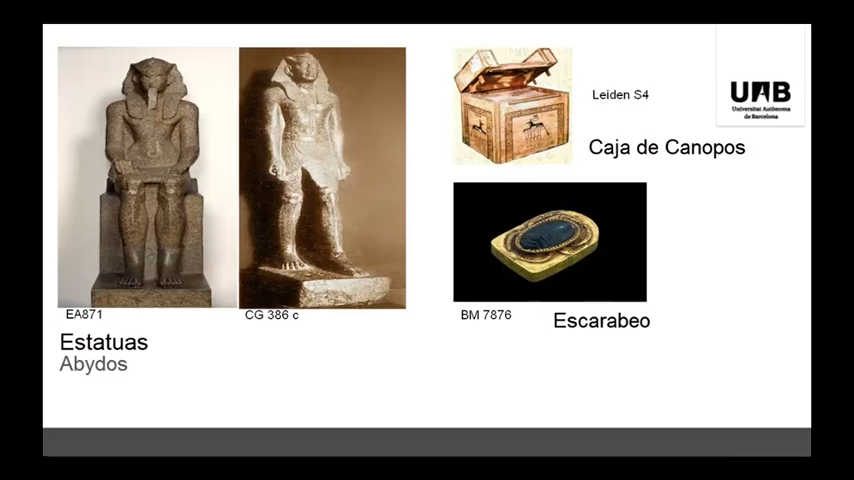 EA871
CG 386 c
Estatuas
Abydos
Leiden S4
Caja de Canopos
BM 7876
Escarabeo
UAB
Universitat Autònoma
de Barcelona